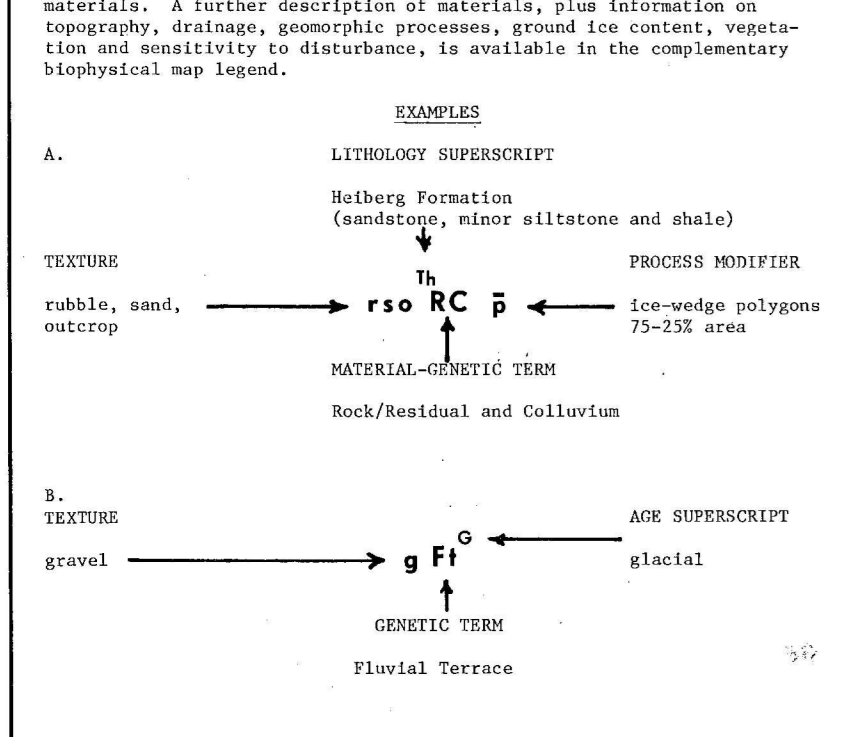 materials. A further description of materials, plus information on
topography, drainage, geomorphic processes, ground ice content, vegeta-
tion and sensitivity to disturbance, is available in the complementary
biophysical map legend.
EXAMPLES
A.
LITHOLOGY SUPERSCRIPT
Heiberg Formation
(sandstone, minor siltstone and shale)
TEXTURE
PROCESS MODIFIER
Th
rubble, sand,
outcrop
rso RC p̄
ice-wedge polygons
75-25% area
MATERIAL-GENETIC TERM
Rock/Residual and Colluvium
B.
TEXTURE
AGE SUPERSCRIPT
gravel
g Ft G
glacial
GENETIC TERM
Fluvial Terrace